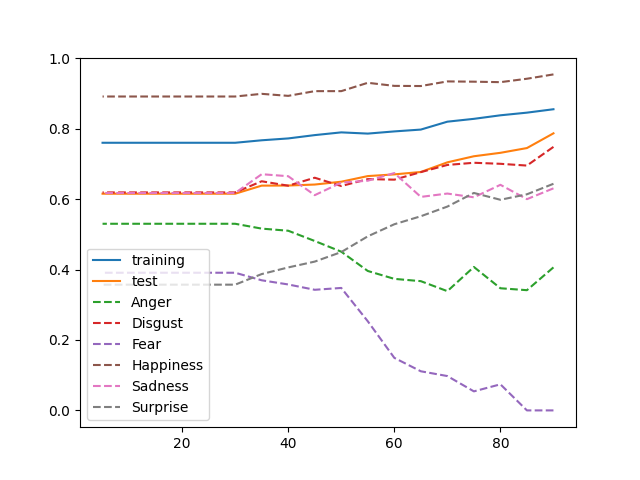 1.0
0.8
0.6
0.4
0.2
0.0
training
test
Anger
Disgust
Fear
Happiness
Sadness
Surprise
20 40 60 80